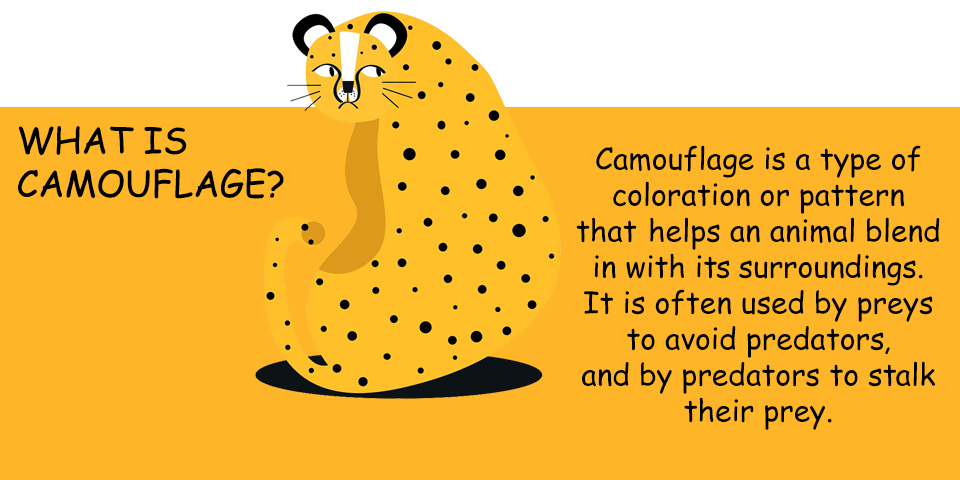 WHAT IS
CAMOUFLAGE?
Camouflage is a type of
coloration or pattern
that helps an animal blend
in with its surroundings.
It is often used by preys
to avoid predators,
and by predators to stalk
their prey.